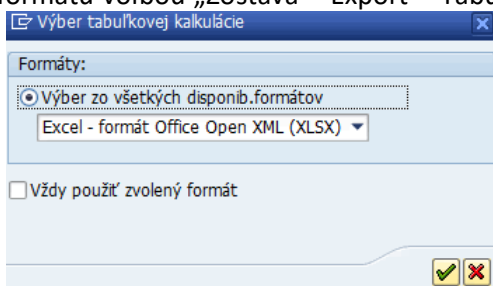 formátu voľbou „Zostava Export
Výber tabuľkovej kalkulácie
Formáty:
Výber zo všetkých disponib.formátov
Excel - formát Office Open XML (XLSX)
Vždy použiť zvolený formát